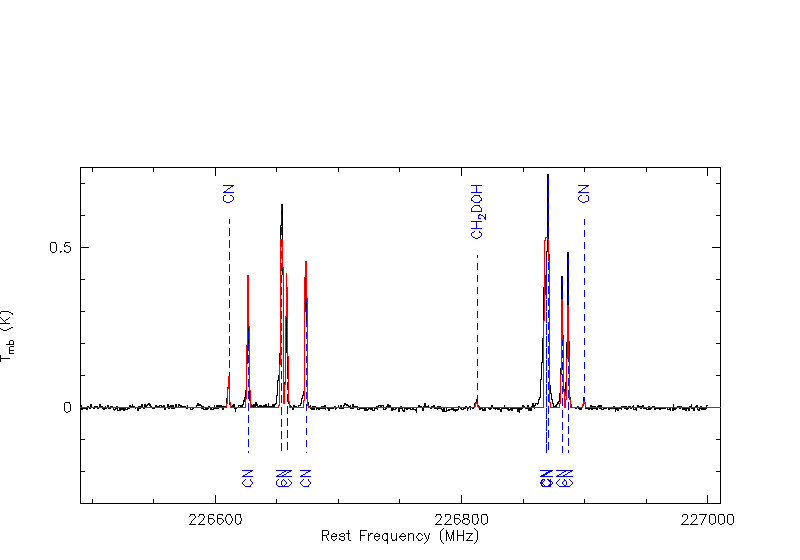 CN
CH2DOH
CN
0.5
0
Tmb (K)
CN
CN
CN
CN
CN
CN
CN
CN
226600
226800
227000
Rest Frequency (MHz)